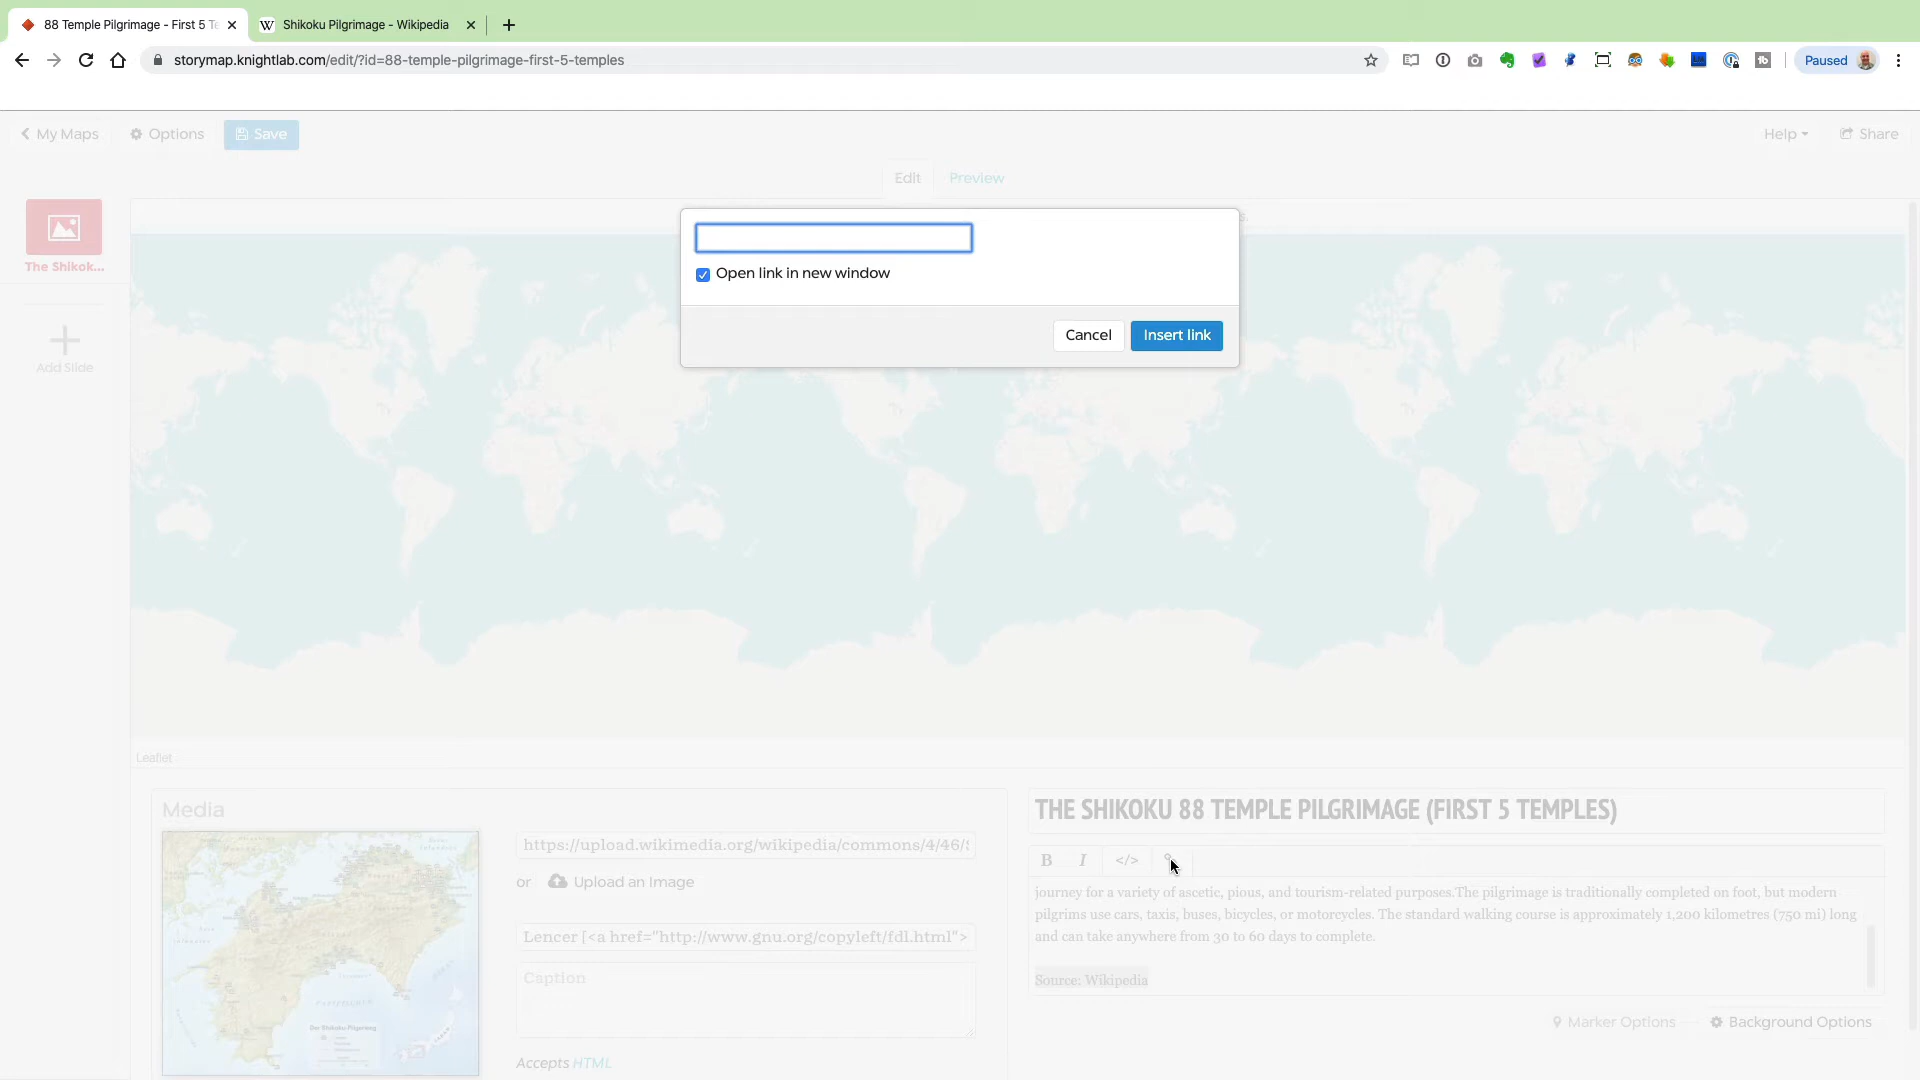 88 Temple Pilgrimage - First 5 Te
Shikoku Pilgrimage - Wikipedia
storymap.knightlab.com/edit/?id=88-temple-pilgrimage-first-5-temples
Paused
My Maps
Options
Save
Help
Share
Edit
Preview
s.
Open link in new window
Cancel
Insert link
The Shikok...
Add Slide
Leaflet
Media
https://upload.wikimedia.org/wikipedia/commons/4/46/S
or
Upload an Image
Lencer [<a href="http://www.gnu.org/copyleft/fdl.html">
Caption
Accepts HTML
THE SHIKOKU 88 TEMPLE PILGRIMAGE (FIRST 5 TEMPLES)
B I </>
journey for a variety of ascetic, pious, and tourism-related purposes.The pilgrimage is traditionally completed on foot, but modern
pilgrims use cars, taxis, buses, bicycles, or motorcycles. The standard walking course is approximately 1,200 kilometres (750 mi) long
and can take anywhere from 30 to 60 days to complete.
Source: Wikipedia
Marker Options
Background Options